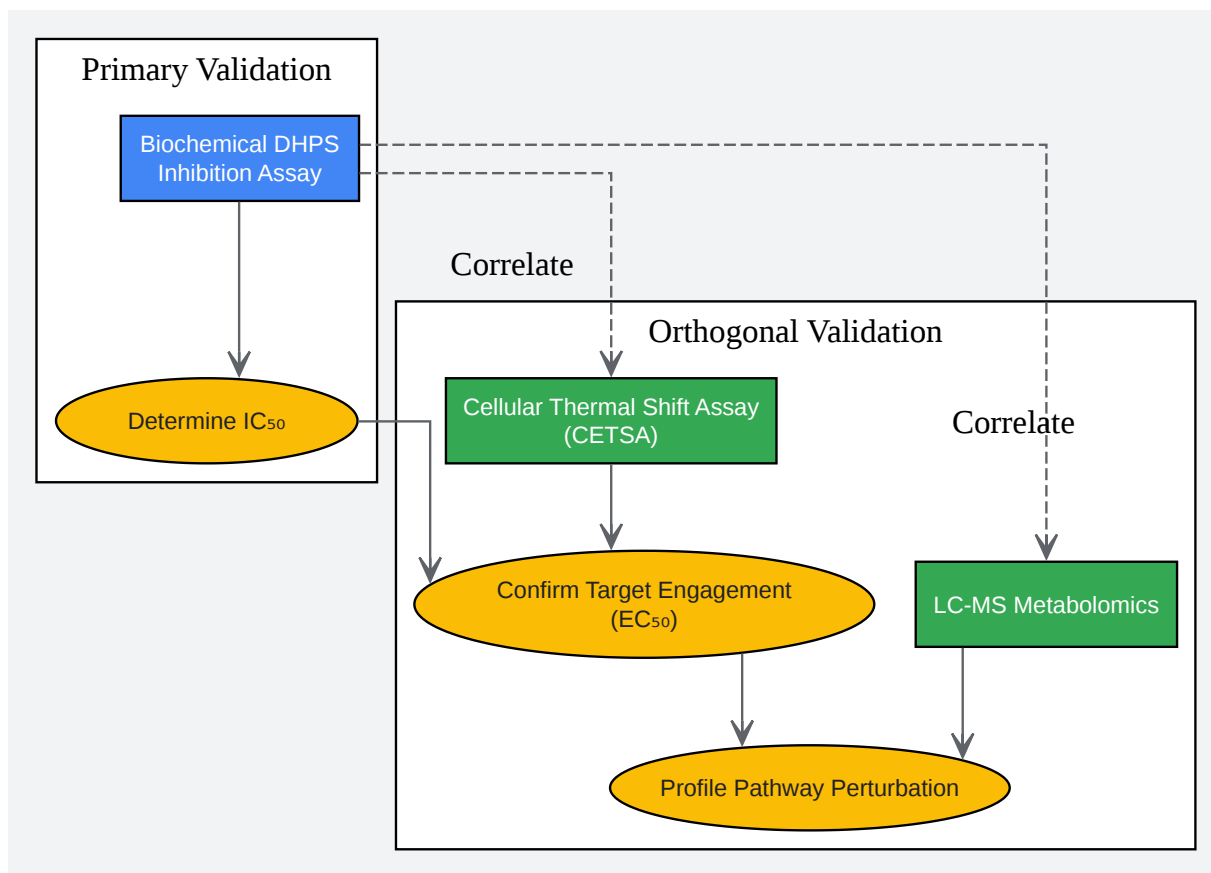 Primary Validation
Biochemical DHPS
Inhibition Assay
Correlate
Orthogonal Validation
Determine IC₅₀
Cellular Thermal Shift Assay
(CETSA)
Correlate
Confirm Target Engagement
(EC₅₀)
LC-MS Metabolomics
Profile Pathway Perturbation